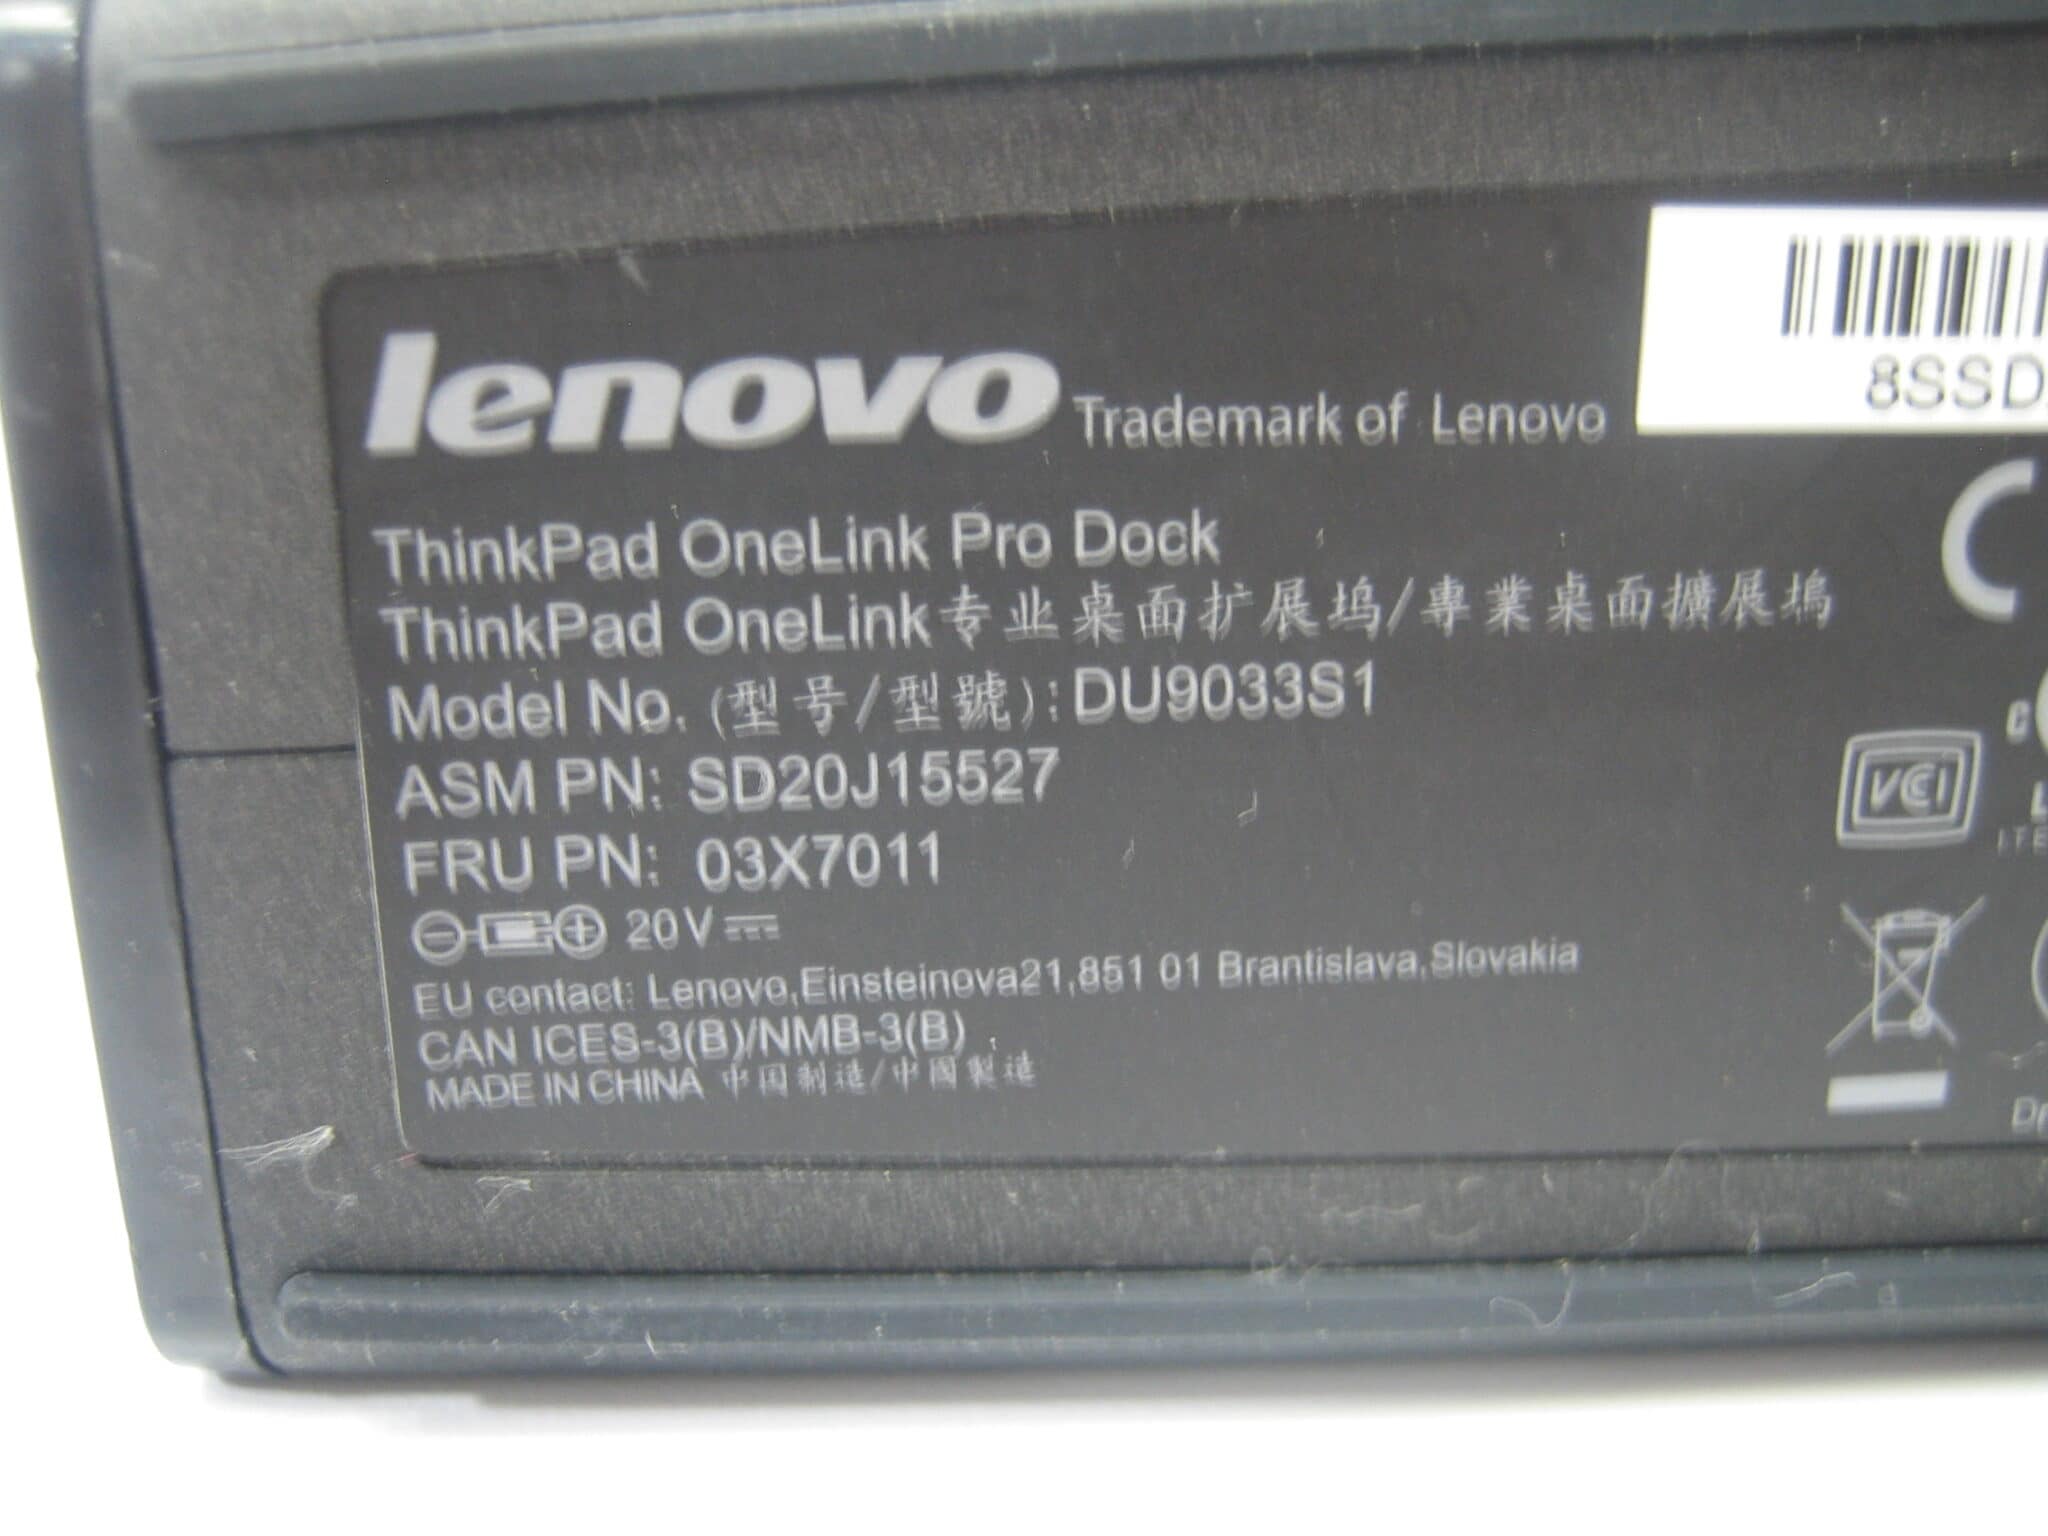 8SSD
lenovo Trademark of Lenovo
ThinkPad OneLink Pro Dock
ThinkPad OneLink专业桌面扩展坞/專業桌面擴展塢
Model No. (型号/型號): DU9033S1
ASM PN: SD20J15527
FRU PN: 03X7011
20V
EU contact: Lenovo,Einsteinova21,851 01 Brantislava,Slovakia
CAN ICES-3(B)/NMB-3(B)
MADE IN CHINA 中国制造/中國製造
VCCI